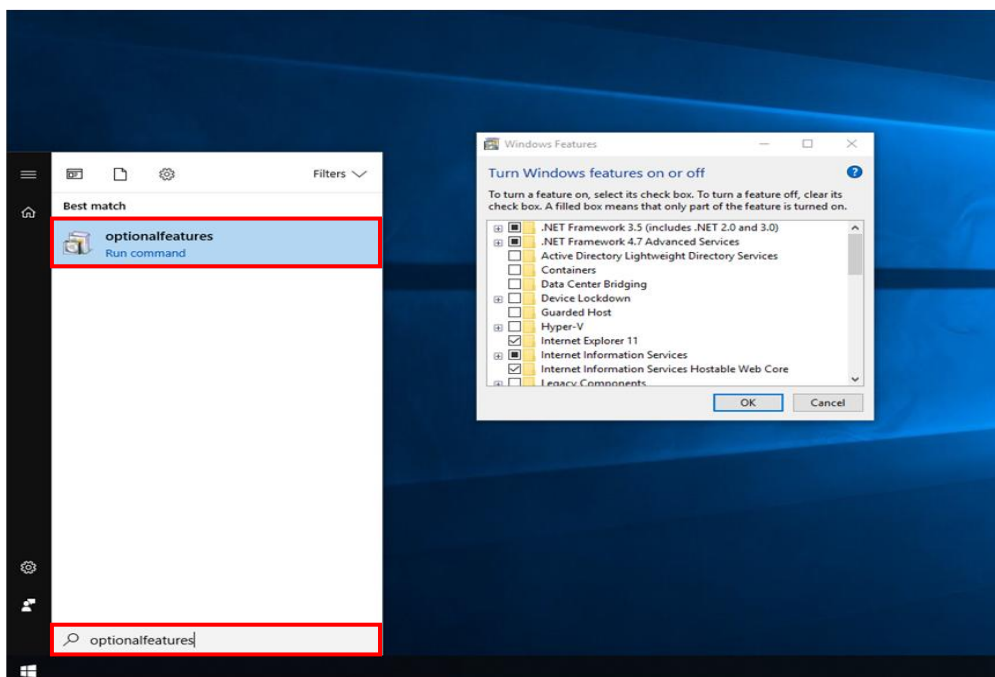 Filters
Best match
optionalfeatures
Run command
optionalfeatures
Windows Features
Turn Windows features on or off
To turn a feature on, select its check box. To turn a feature off, clear its
check box. A filled box means that only part of the feature is turned on.
.NET Framework 3.5 (includes .NET 2.0 and 3.0)
.NET Framework 4.7 Advanced Services
Active Directory Lightweight Directory Services
Containers
Data Center Bridging
Device Lockdown
Guarded Host
Hyper-V
Internet Explorer 11
Internet Information Services
Internet Information Services Hostable Web Core
Legacy Components
OK
Cancel